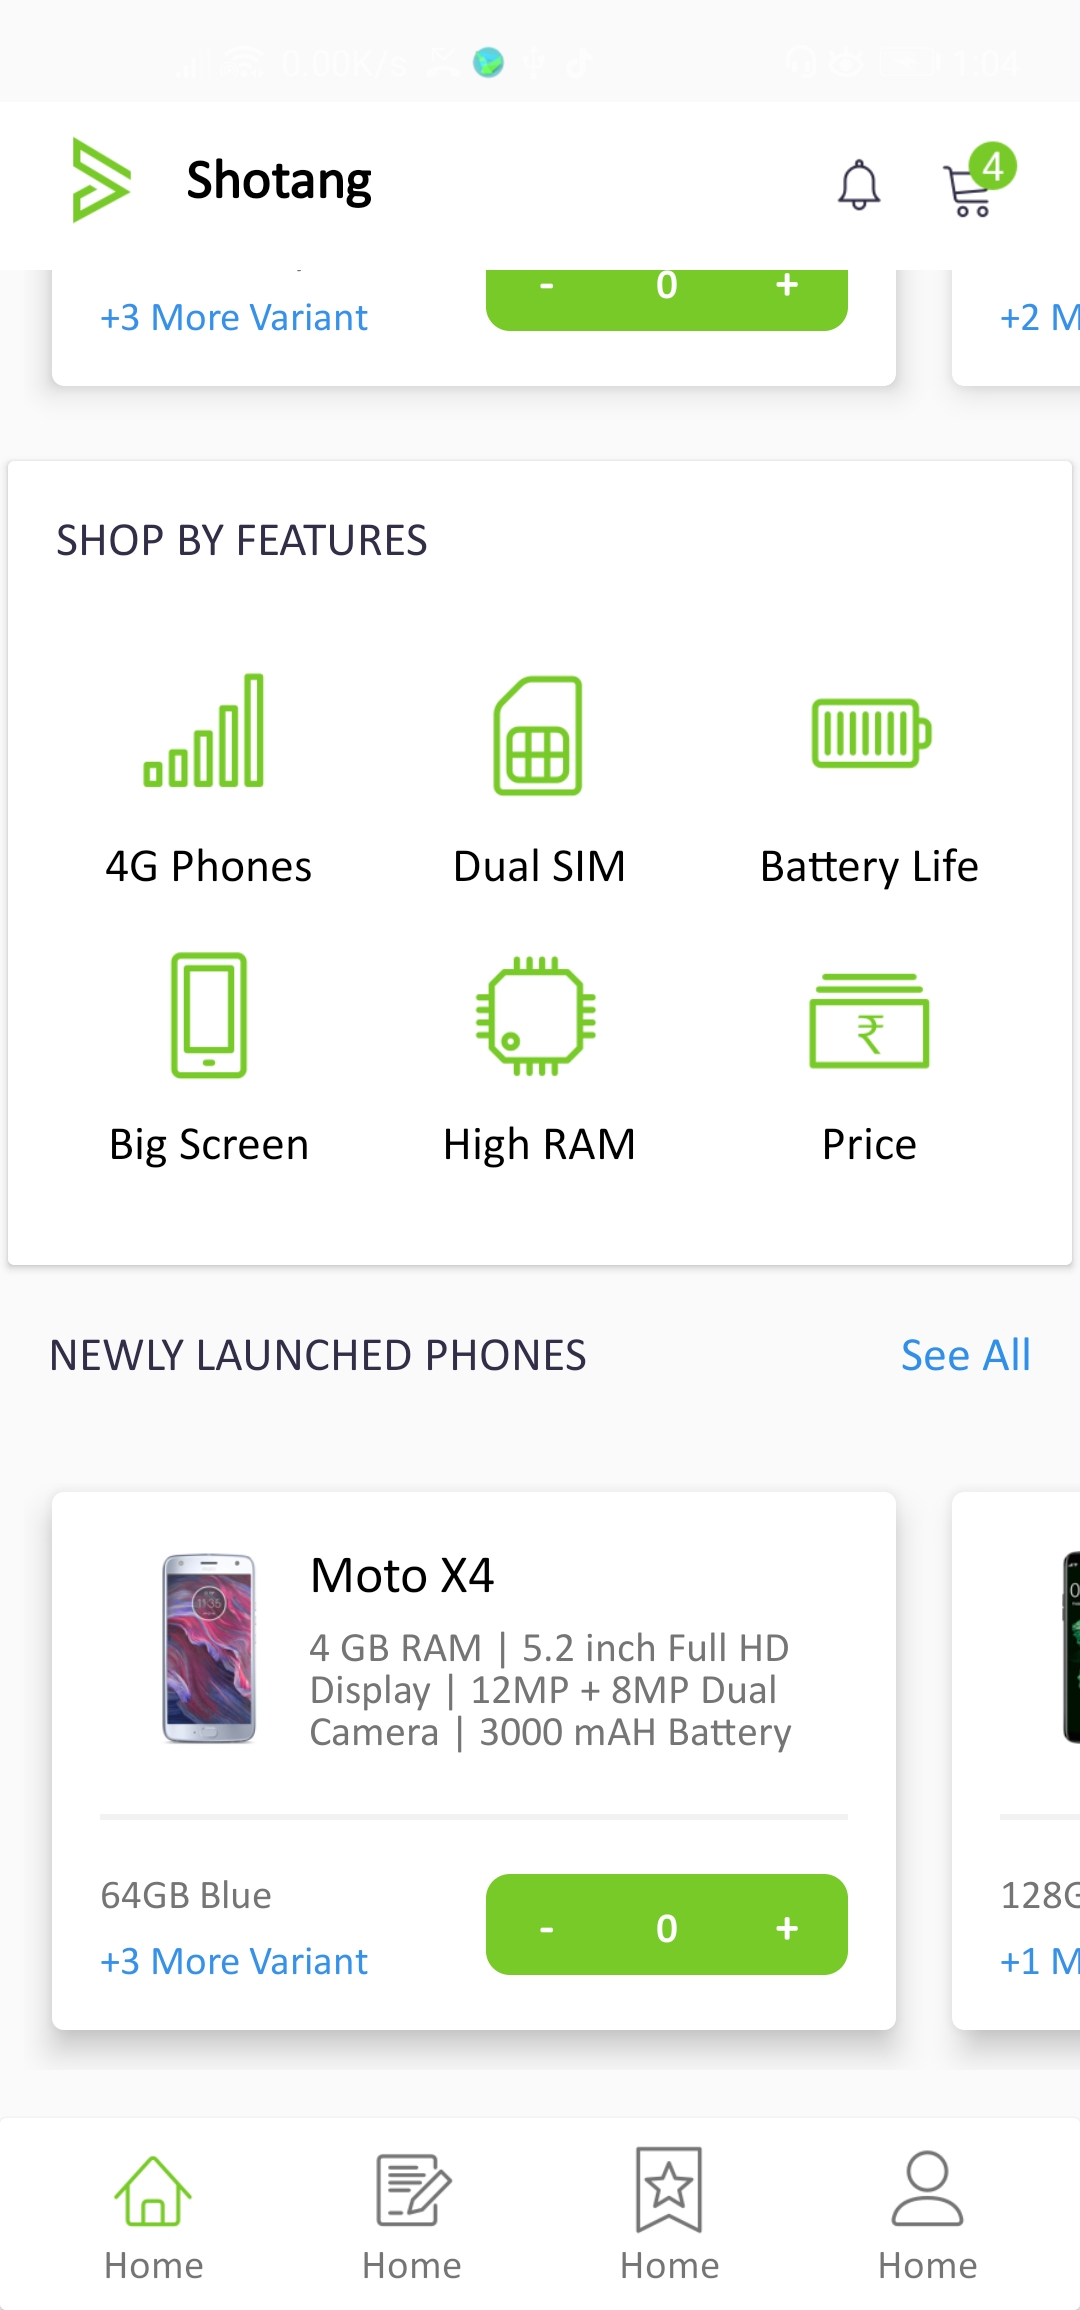 0.00K/s 1:04
Shotang
4
- 0 +
+3 More Variant
+2 M
SHOP BY FEATURES
4G Phones Dual SIM Battery Life
₹
Big Screen High RAM Price
NEWLY LAUNCHED PHONES See All
Moto X4
11:35
4 GB RAM | 5.2 inch Full HD
Display | 12MP + 8MP Dual
Camera | 3000 mAH Battery
64GB Blue - 0 + 128G
+3 More Variant +1 M
Home Home Home Home